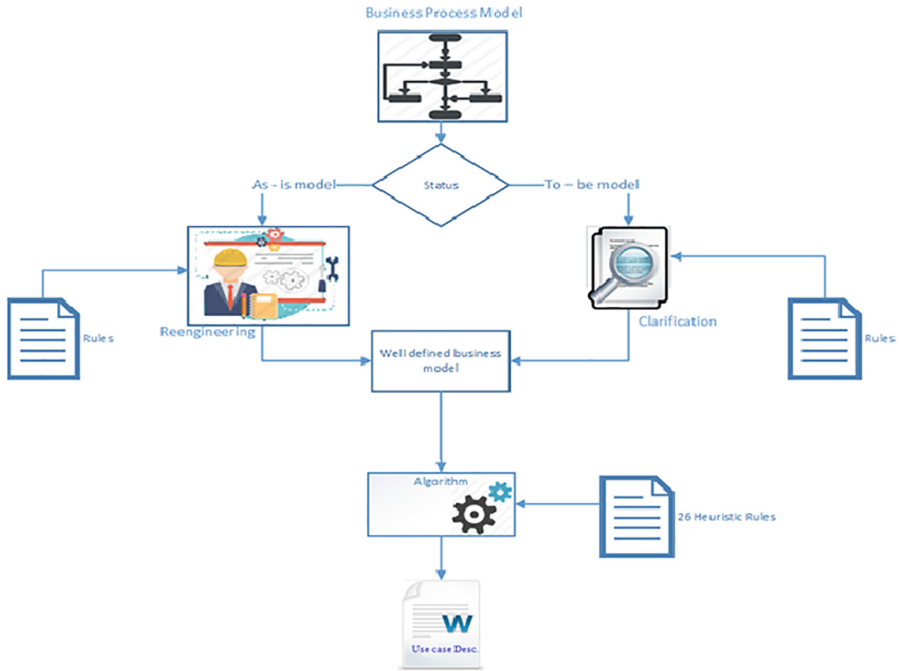 Business Process Model
Status
As - is model
To – be model
Rules
Reengineering
Clarification
Rules
Well defined business
model
Algorithm
26 Heuristic Rules
W
Use case Desc.